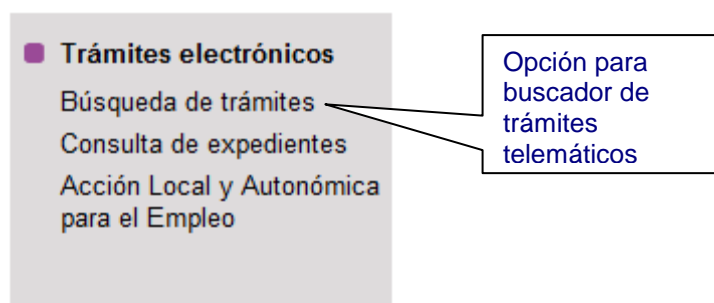 Trámites electrónicos
Búsqueda de trámites
Consulta de expedientes
Acción Local y Autonómica
para el Empleo
Opción para
buscador de
trámites
telemáticos